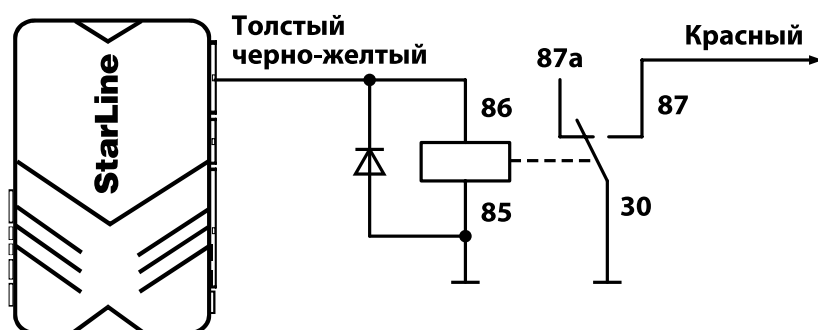 Толстый
черно-желтый
StarLine
86
85
87а
Красный
87
30